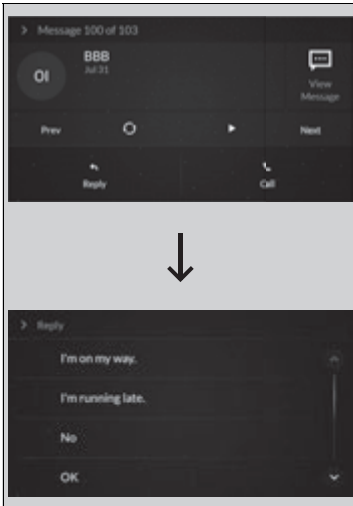 > Message 100 of 103
OI
BBB
Jul 31
View
Message
Prev
Next
Reply
Call
> Reply
I'm on my way.
I'm running late.
No
OK